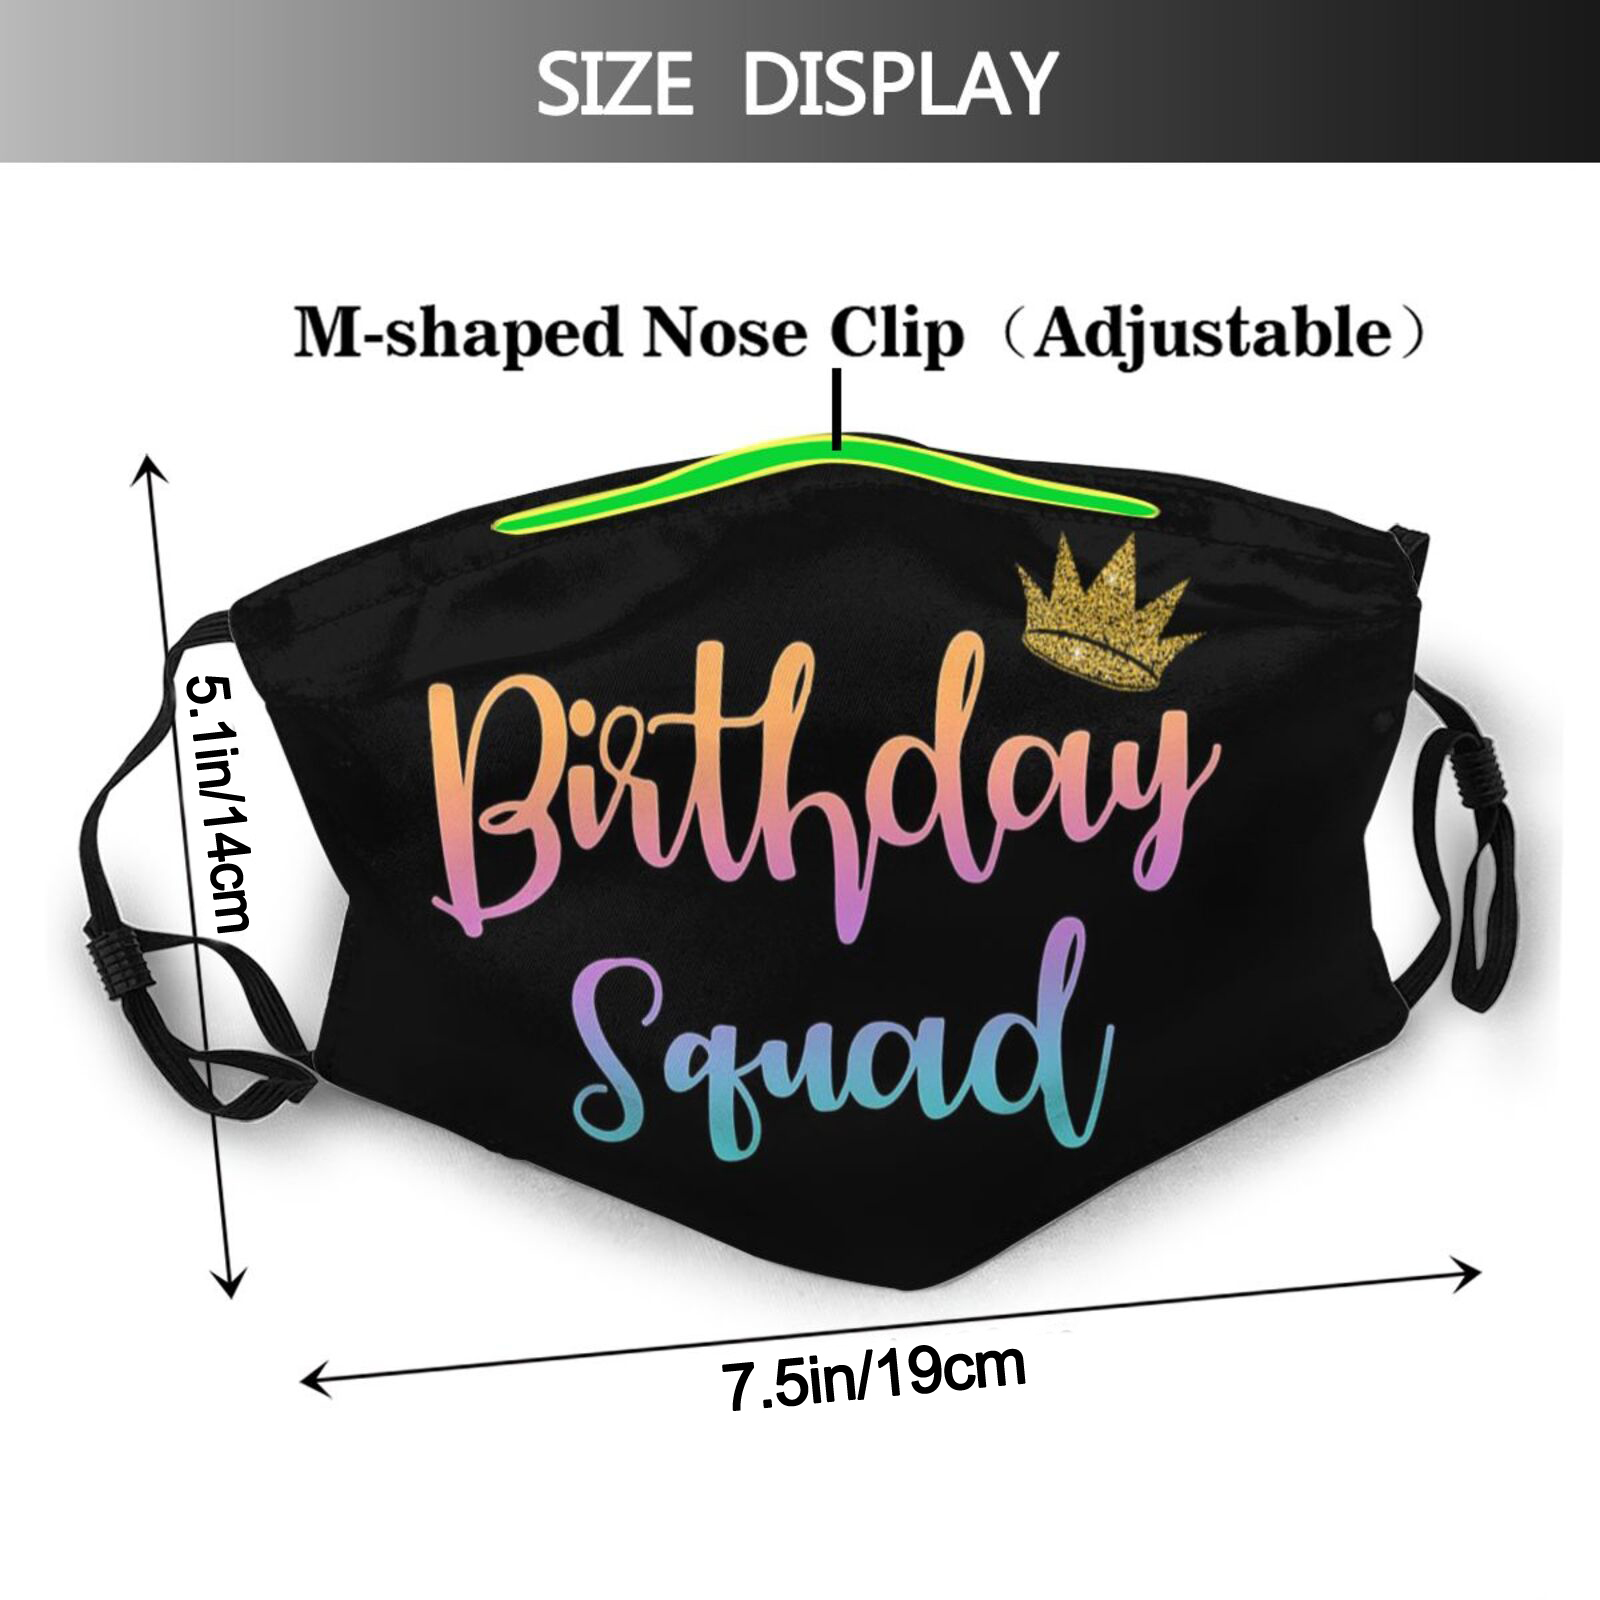 SIZE DISPLAY
M-shaped Nose Clip（Adjustable）
5.1in/14cm
Birthday
Squad
7.5in/19cm